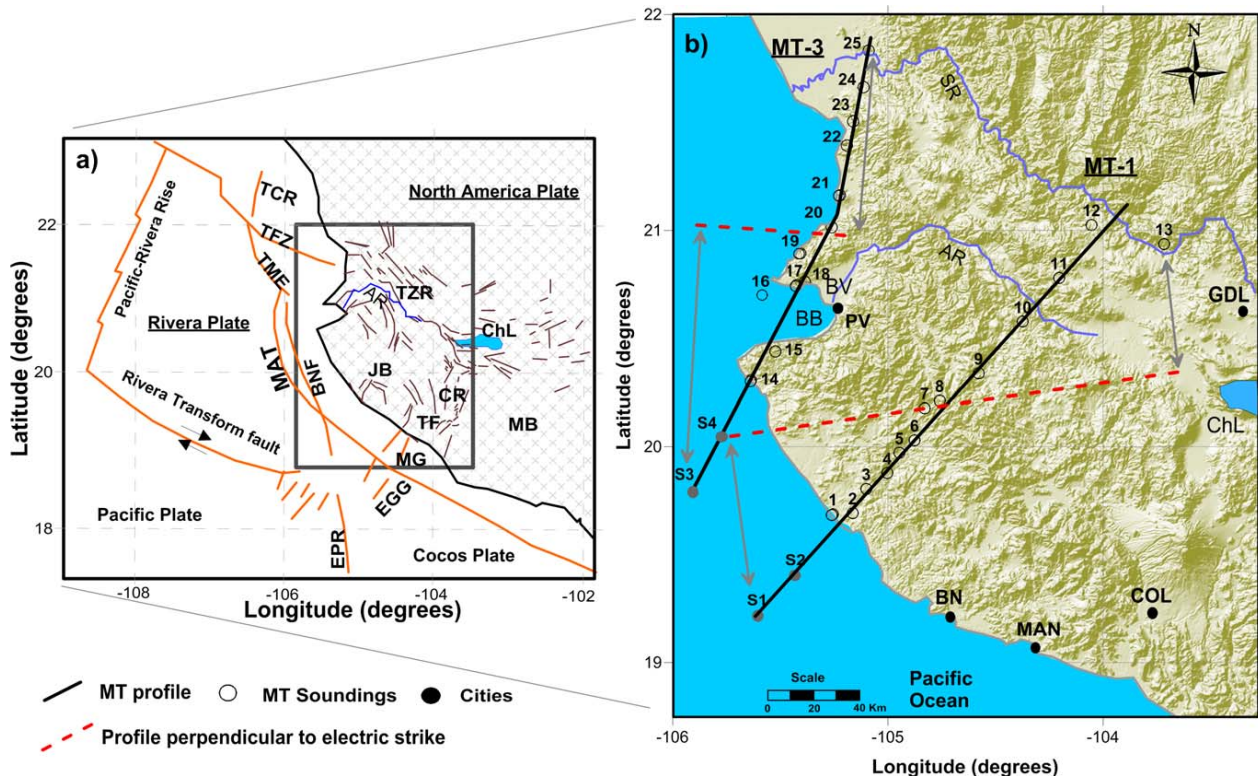 a)
North America Plate
TCR
22
TFZ
TME
Pacific-Rivera Rise
TZR
AR
Rivera Plate
ChL
MAT
BNF
JB
20
CR
Rivera Transform fault
TF
MB
MG
EGG
Pacific Plate
18
EPR
Cocos Plate
-108
-106
-104
-102
Latitude (degrees)
Longitude (degrees)
MT profile
MT Soundings
Cities
Profile perpendicular to electric strike
b)
22
MT-3
25
N
24
SR
23
22
MT-1
21
12
20
13
21
19
AR
11
17
18
16
BV
GDL
10
BB
PV
15
9
14
8
7
ChL
S4
6
20
5
S3
4
3
1
2
S2
S1
BN
COL
MAN
19
Scale
Pacific
Ocean
0 20 40 Km
-106
-105
-104
Latitude (degrees)
Longitude (degrees)